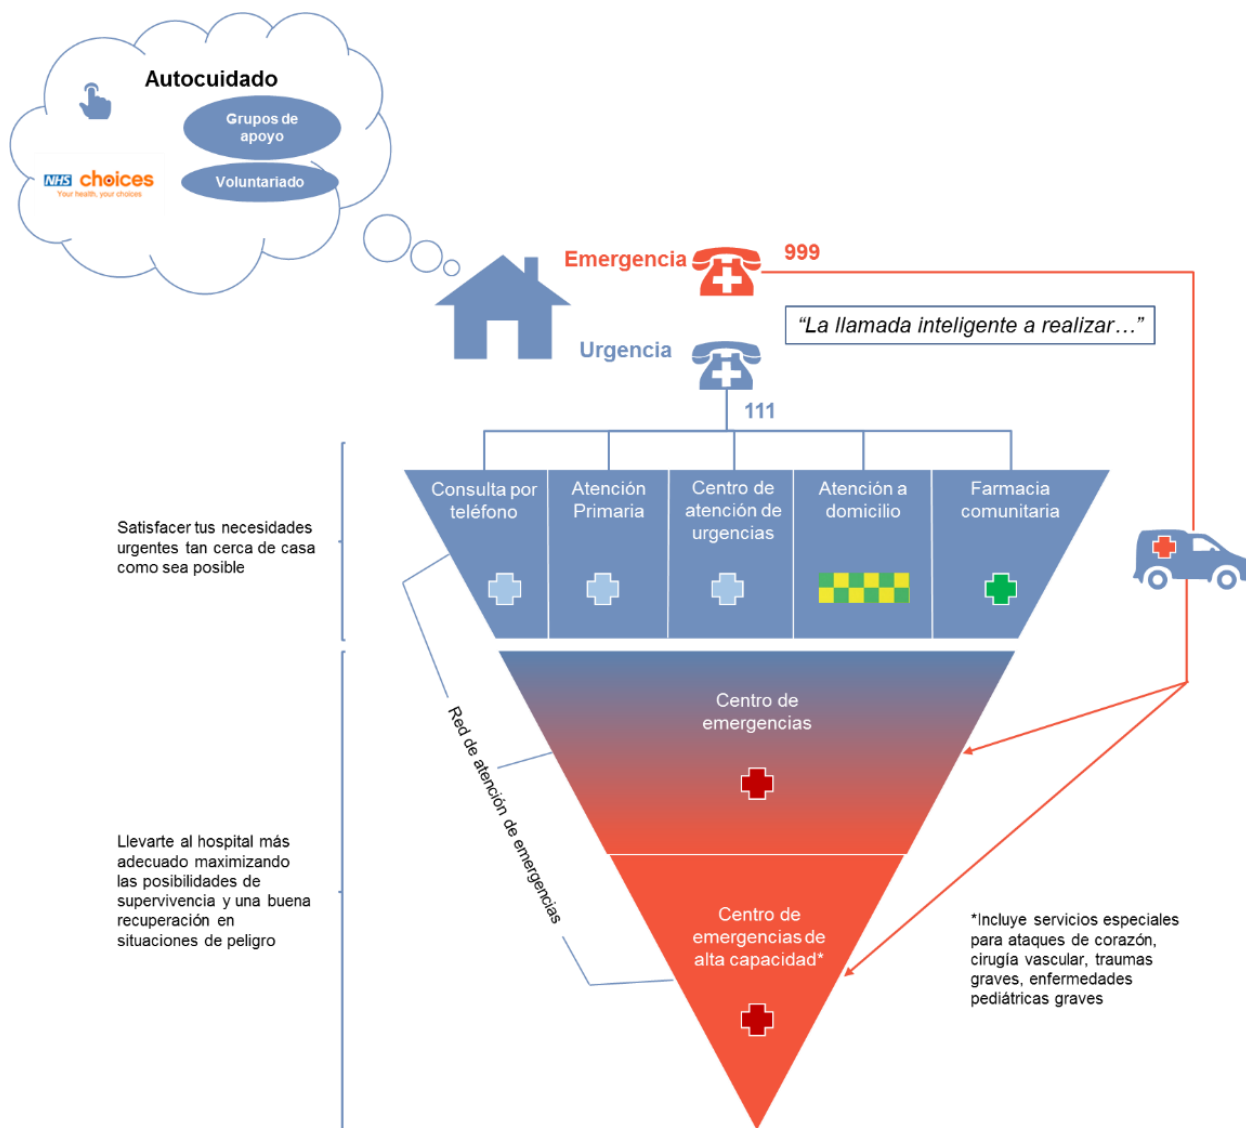 Autocuidado
Grupos de
apoyo
NHS choices
Your health, your choices
Voluntariado
Emergencia
999
“La llamada inteligente a realizar…”
Urgencia
111
Consulta por
teléfono
Atención
Primaria
Centro de
atención de
urgencias
Atención a
domicilio
Farmacia
comunitaria
Satisfacer tus necesidades
urgentes tan cerca de casa
como sea posible
Red de atención de emergencias
Centro de
emergencias
Llevarte al hospital más
adecuado maximizando
las posibilidades de
supervivencia y una buena
recuperación en
situaciones de peligro
Centro de
emergencias de
alta capacidad*
*Incluye servicios especiales
para ataques de corazón,
cirugía vascular, traumas
graves, enfermedades
pediátricas graves